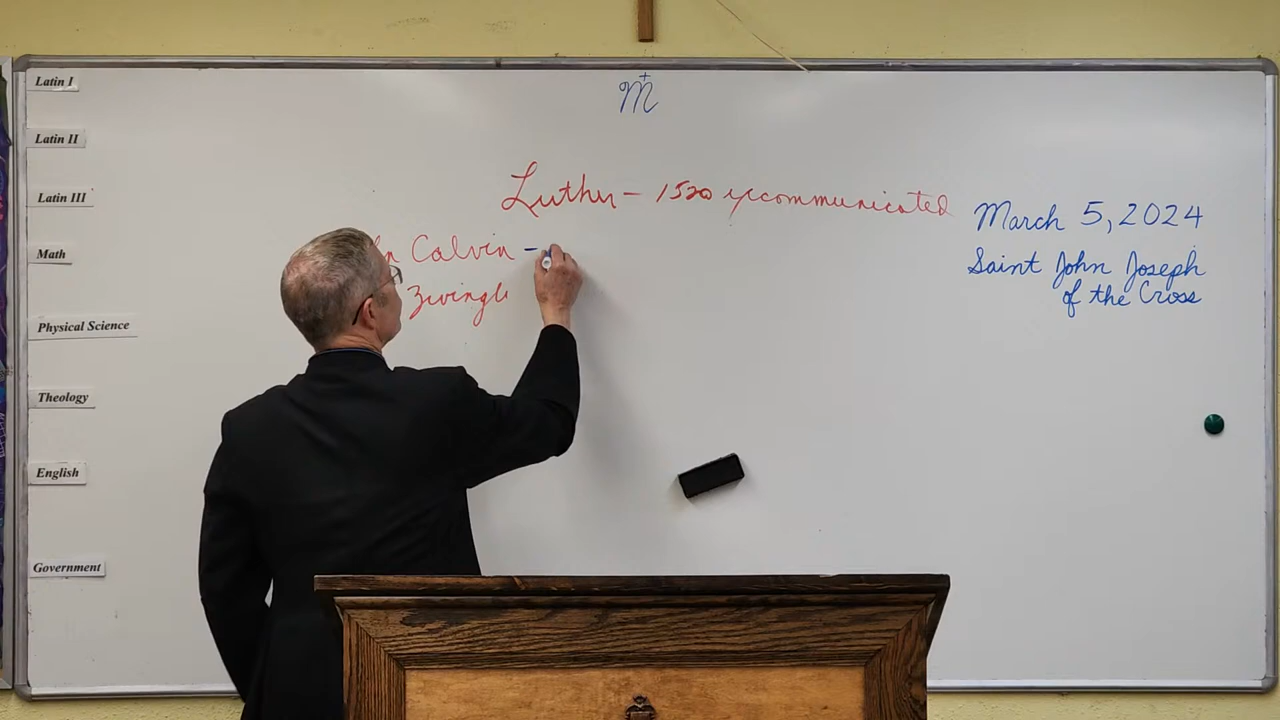 Latin I
Latin II
Latin III
Math
Physical Science
Theology
English
Government
M
Luther – 1520 excommunicated
Calvin –
Zwingli
March 5, 2024
Saint John Joseph
of the Cross